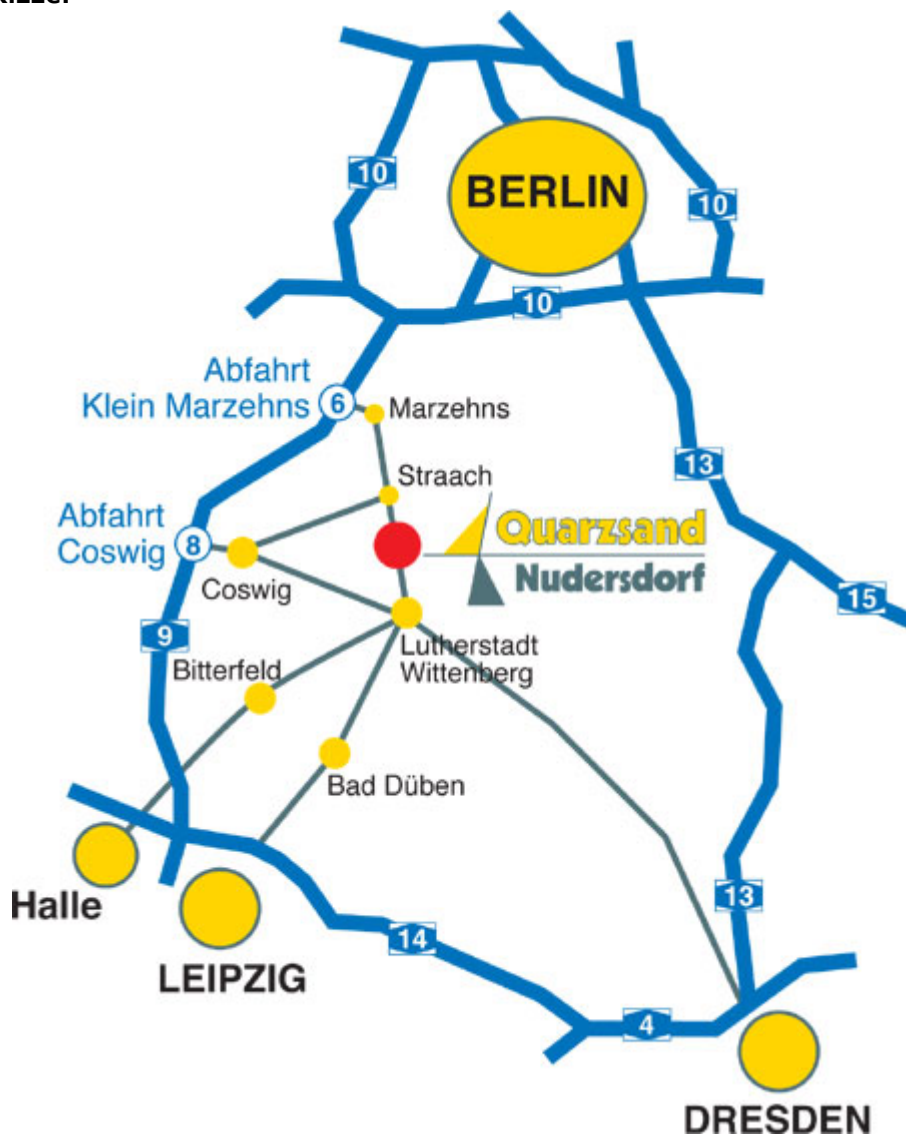 BERLIN
10
10
10
Abfahrt
Klein Marzehns
6
Marzehns
Straach
13
Abfahrt
Coswig
8
Coswig
Quarzsand
Nudersdorf
15
9
Lutherstadt
Wittenberg
Bitterfeld
Bad Düben
Halle
LEIPZIG
14
13
4
DRESDEN